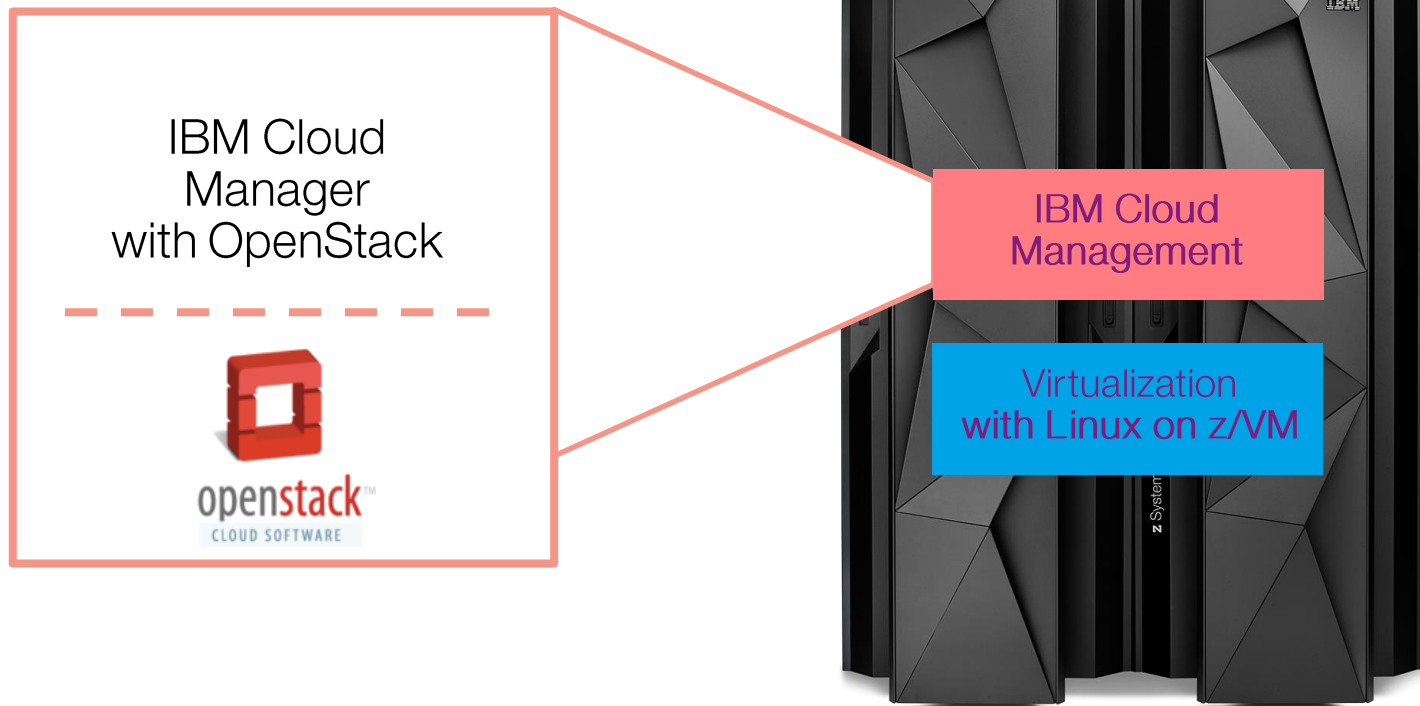 IBM Cloud
Manager
with OpenStack
openstack™
CLOUD SOFTWARE
IBM
IBM Cloud
Management
Virtualization
with Linux on z/VM
z System